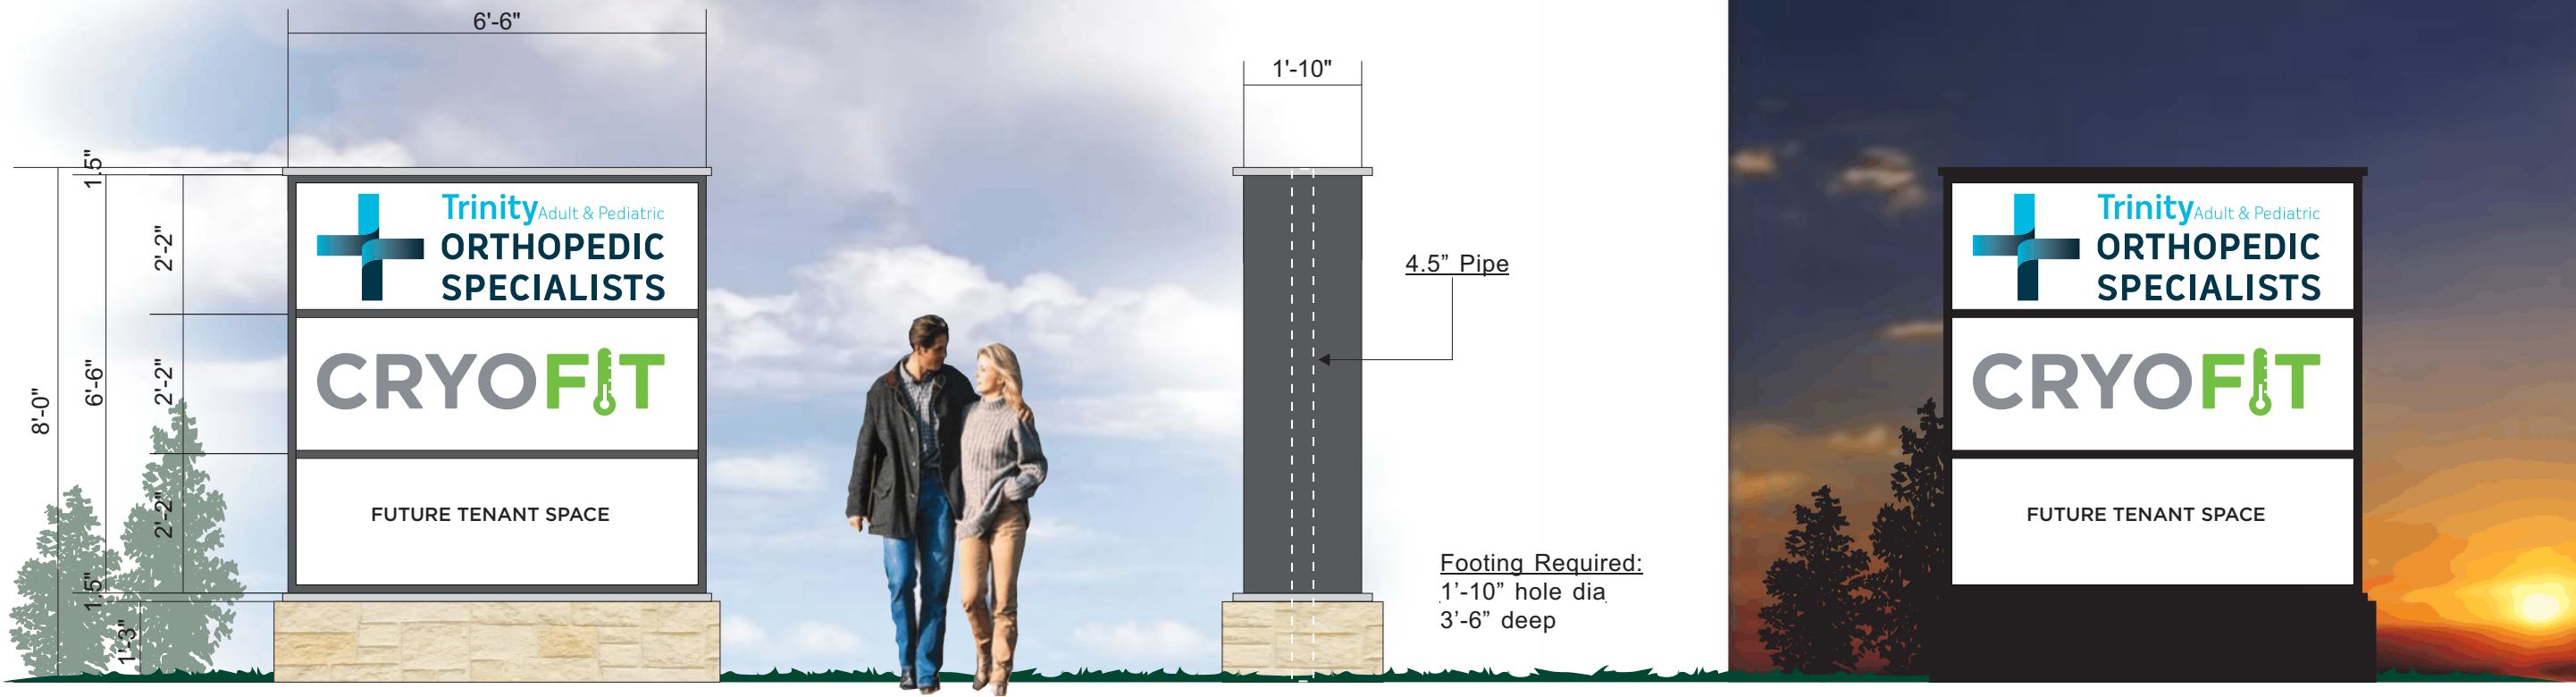 6'-6"
1.5"
2'-2"
8'-0"
6'-6"
2'-2"
2'-2"
1.5"
1'-3"
Trinity Adult & Pediatric
ORTHOPEDIC
SPECIALISTS
CRYOFIT
FUTURE TENANT SPACE
1'-10"
4.5” Pipe
Footing Required:
1’-10” hole dia
3’-6” deep
Trinity Adult & Pediatric
ORTHOPEDIC
SPECIALISTS
CRYOFIT
FUTURE TENANT SPACE